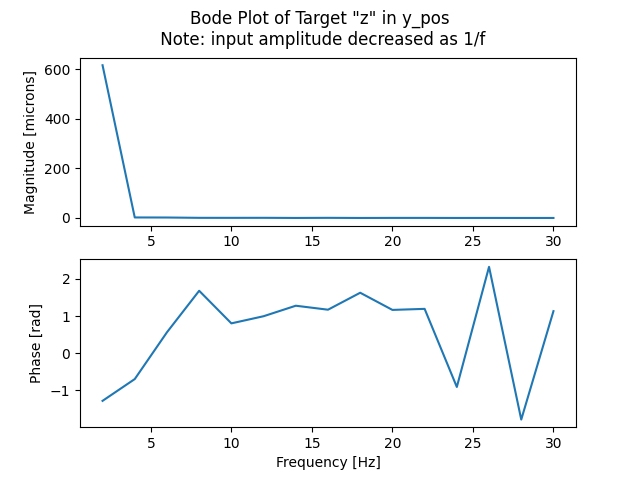 Bode Plot of Target "z" in y_pos
Note: input amplitude decreased as 1/f
Magnitude [microns]
600
400
200
0
5 10 15 20 25 30
Phase [rad]
2
1
0
−1
5 10 15 20 25 30
Frequency [Hz]